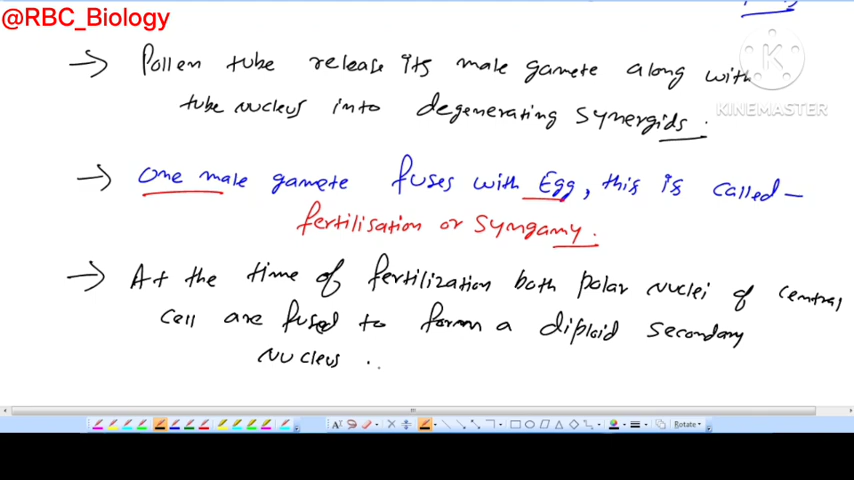 @RBC_Biology
K
KINEMASTER
→ Pollen tube release its male gamete along with
tube nucleus into degenerating synergids.
→ One male gamete fuses with Egg, this is called –
fertilisation or Syngamy.
→ At the time of fertilization both polar nuclei of central
cell are fused to form a diploid secondary
nucleus ..
Rotate